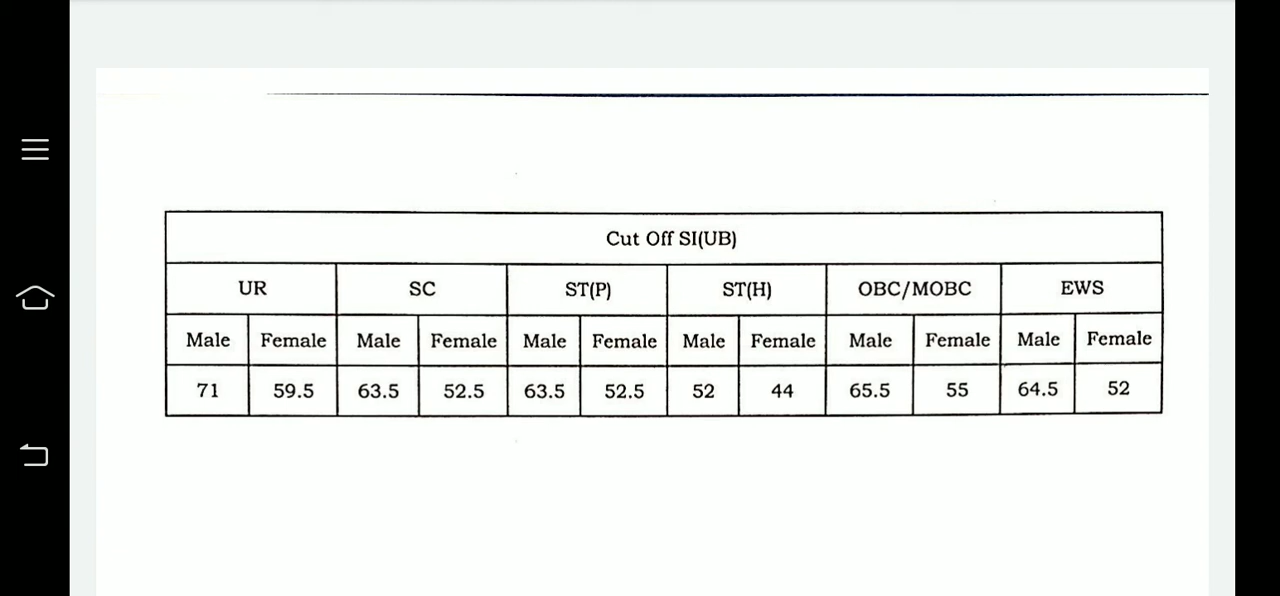 Cut Off SI(UB)
UR SC ST(P) ST(H) OBC/MOBC EWS
Male Female Male Female Male Female Male Female Male Female Male Female
71 59.5 63.5 52.5 63.5 52.5 52 44 65.5 55 64.5 52